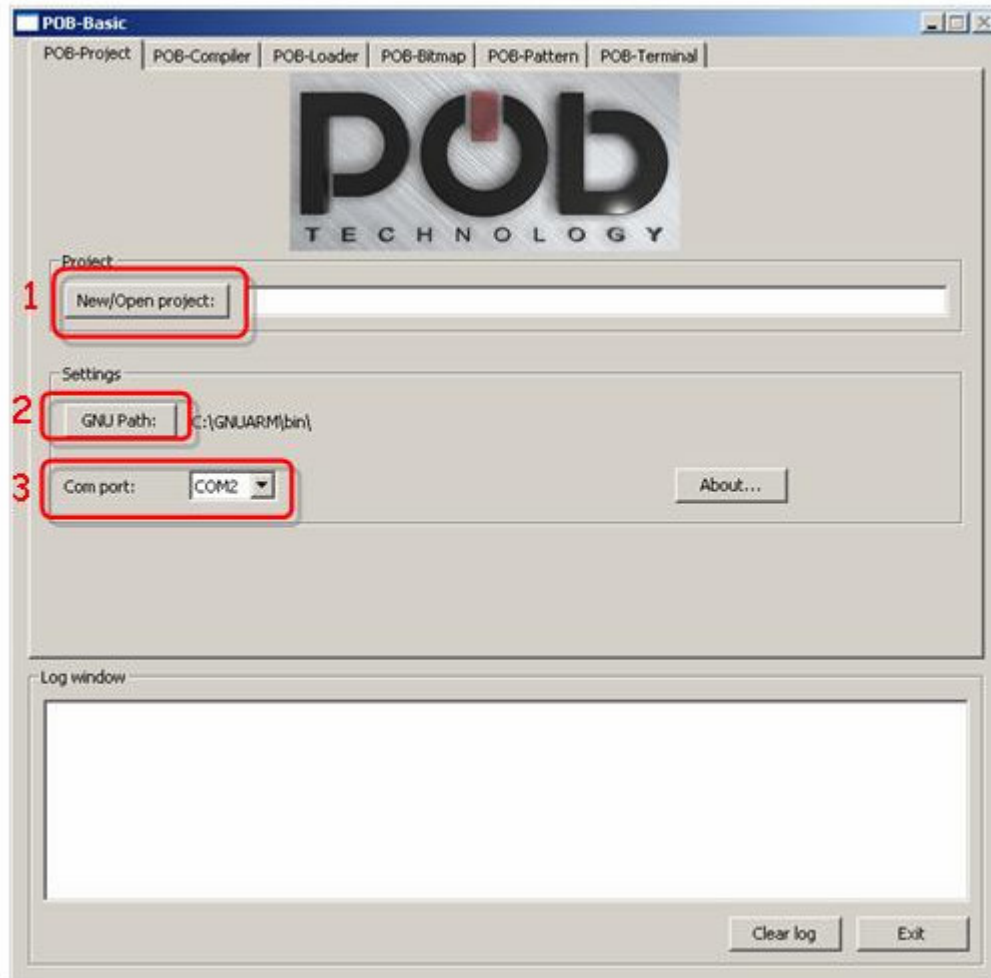 POB-Basic
POB-Project POB-Compiler POB-Loader POB-Bitmap POB-Pattern POB-Terminal
POB
TECHNOLOGY
Project
1 New/Open project:
Settings
2 GNU Path: C:\GNUARM\bin\
3 Com port: COM2 About...
Log window
Clear log Exit